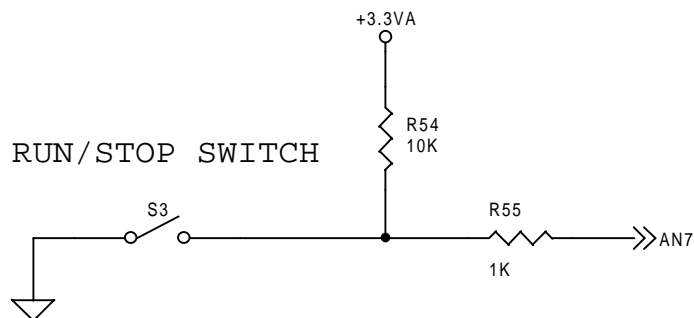 +3.3VA
R54
10K
RUN/STOP SWITCH
S3
R55
AN7
1K